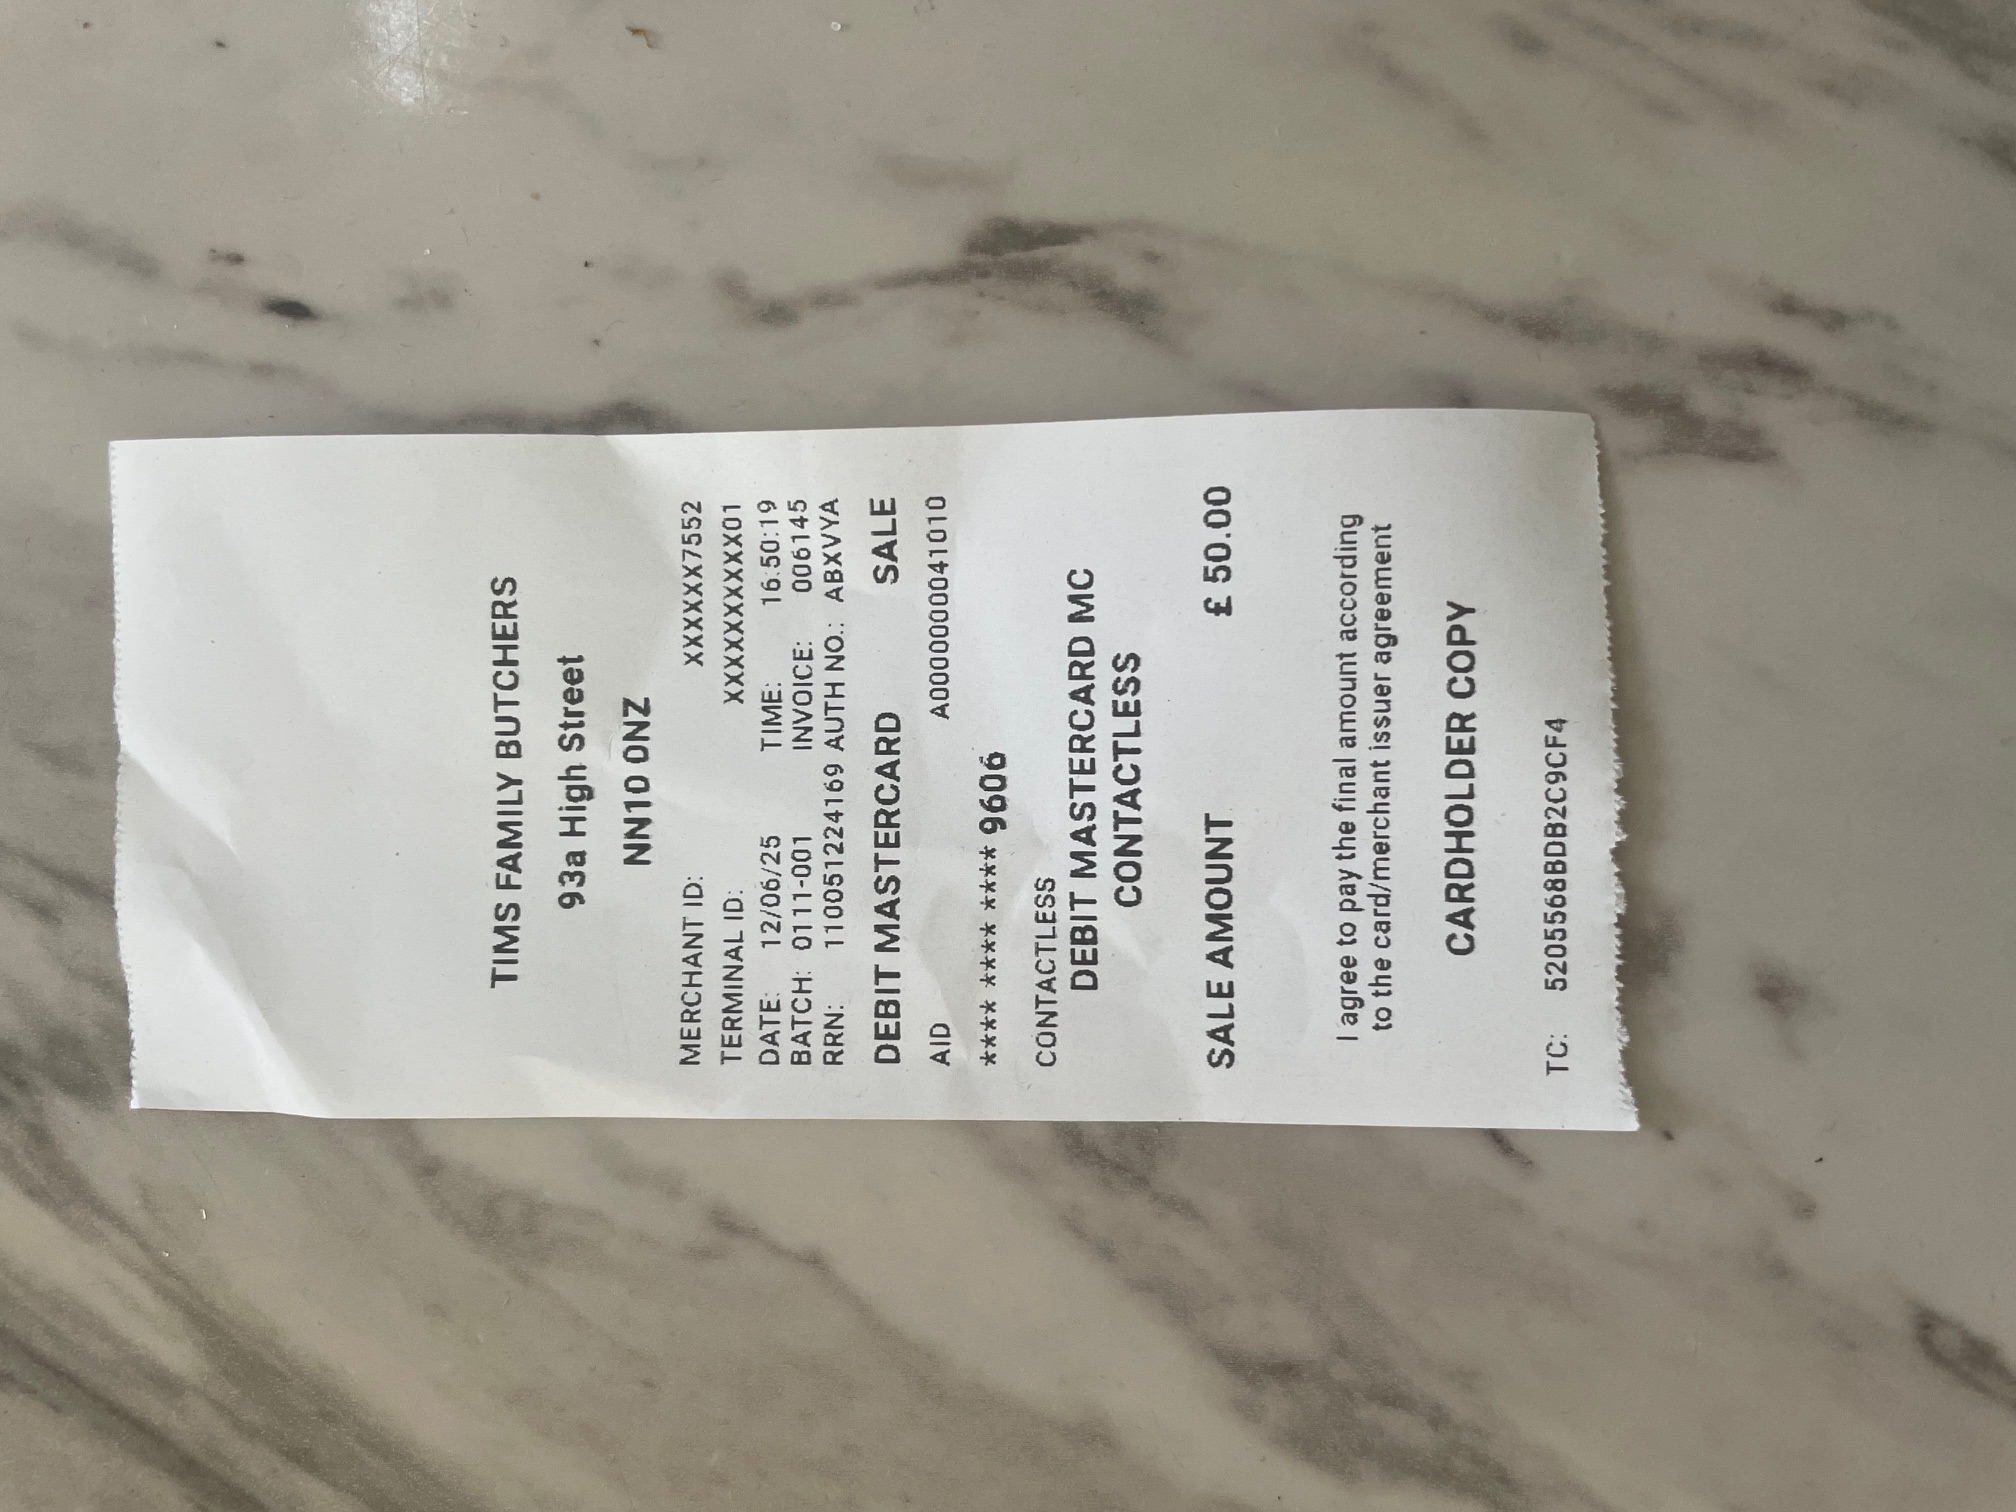 TIMS FAMILY BUTCHERS
93a High Street
NN10 0NZ
MERCHANT ID: XXXXXX7552
TERMINAL ID: XXXXXXXXXX01
DATE: 12/06/25 TIME: 16:50:19
BATCH: 0111-001 INVOICE: 006145
RRN: 110051224169 AUTH NO.: ABXVYA
DEBIT MASTERCARD SALE
AID A0000000041010
**** **** **** 9606
CONTACTLESS
DEBIT MASTERCARD MC
CONTACTLESS
SALE AMOUNT £ 50.00
I agree to pay the final amount according
to the card/merchant issuer agreement
CARDHOLDER COPY
TC: 5205568BDB2C9CF4